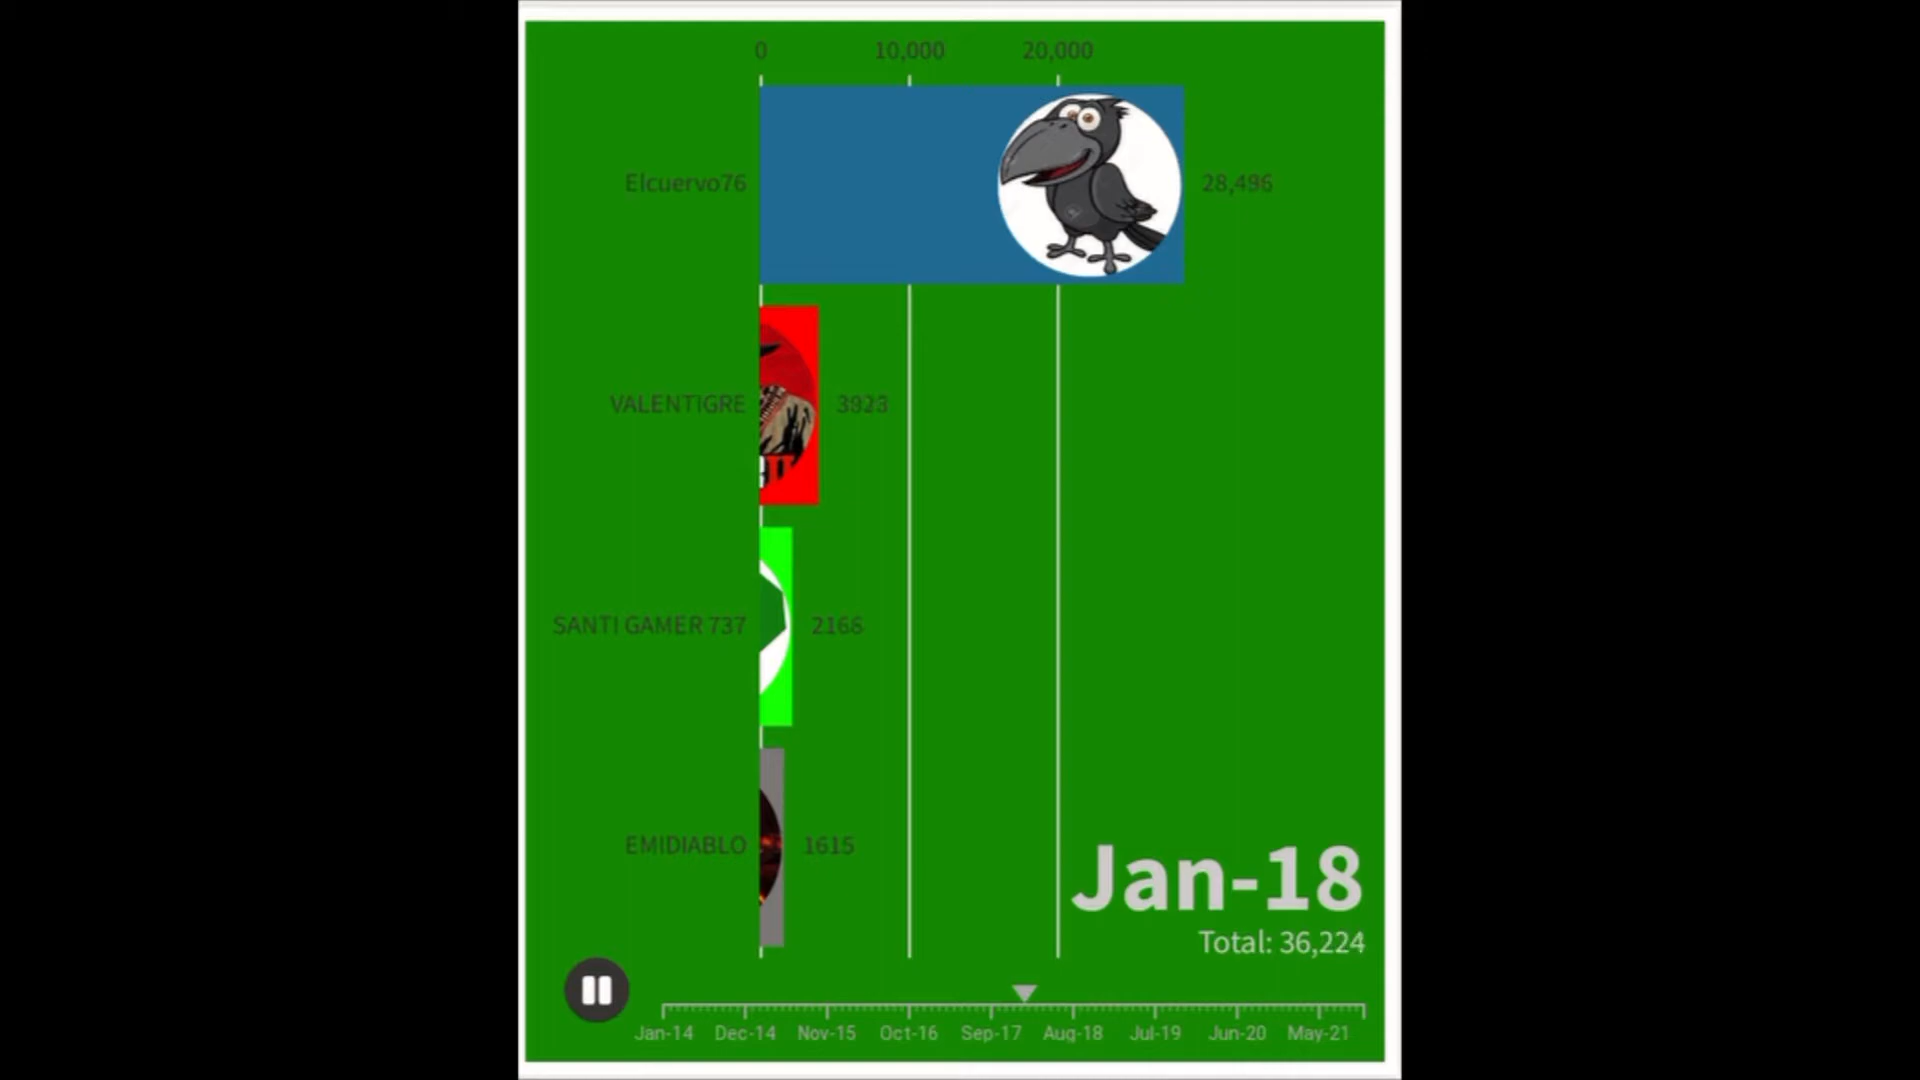 0 10,000 20,000
Elcuervo76 28,496
VALENTIGRE 3923
SANTI GAMER 737 2166
EMIDIABLO 1615
Jan-18
Total: 36,224
Jan-14 Dec-14 Nov-15 Oct-16 Sep-17 Aug-18 Jul-19 Jun-20 May-21